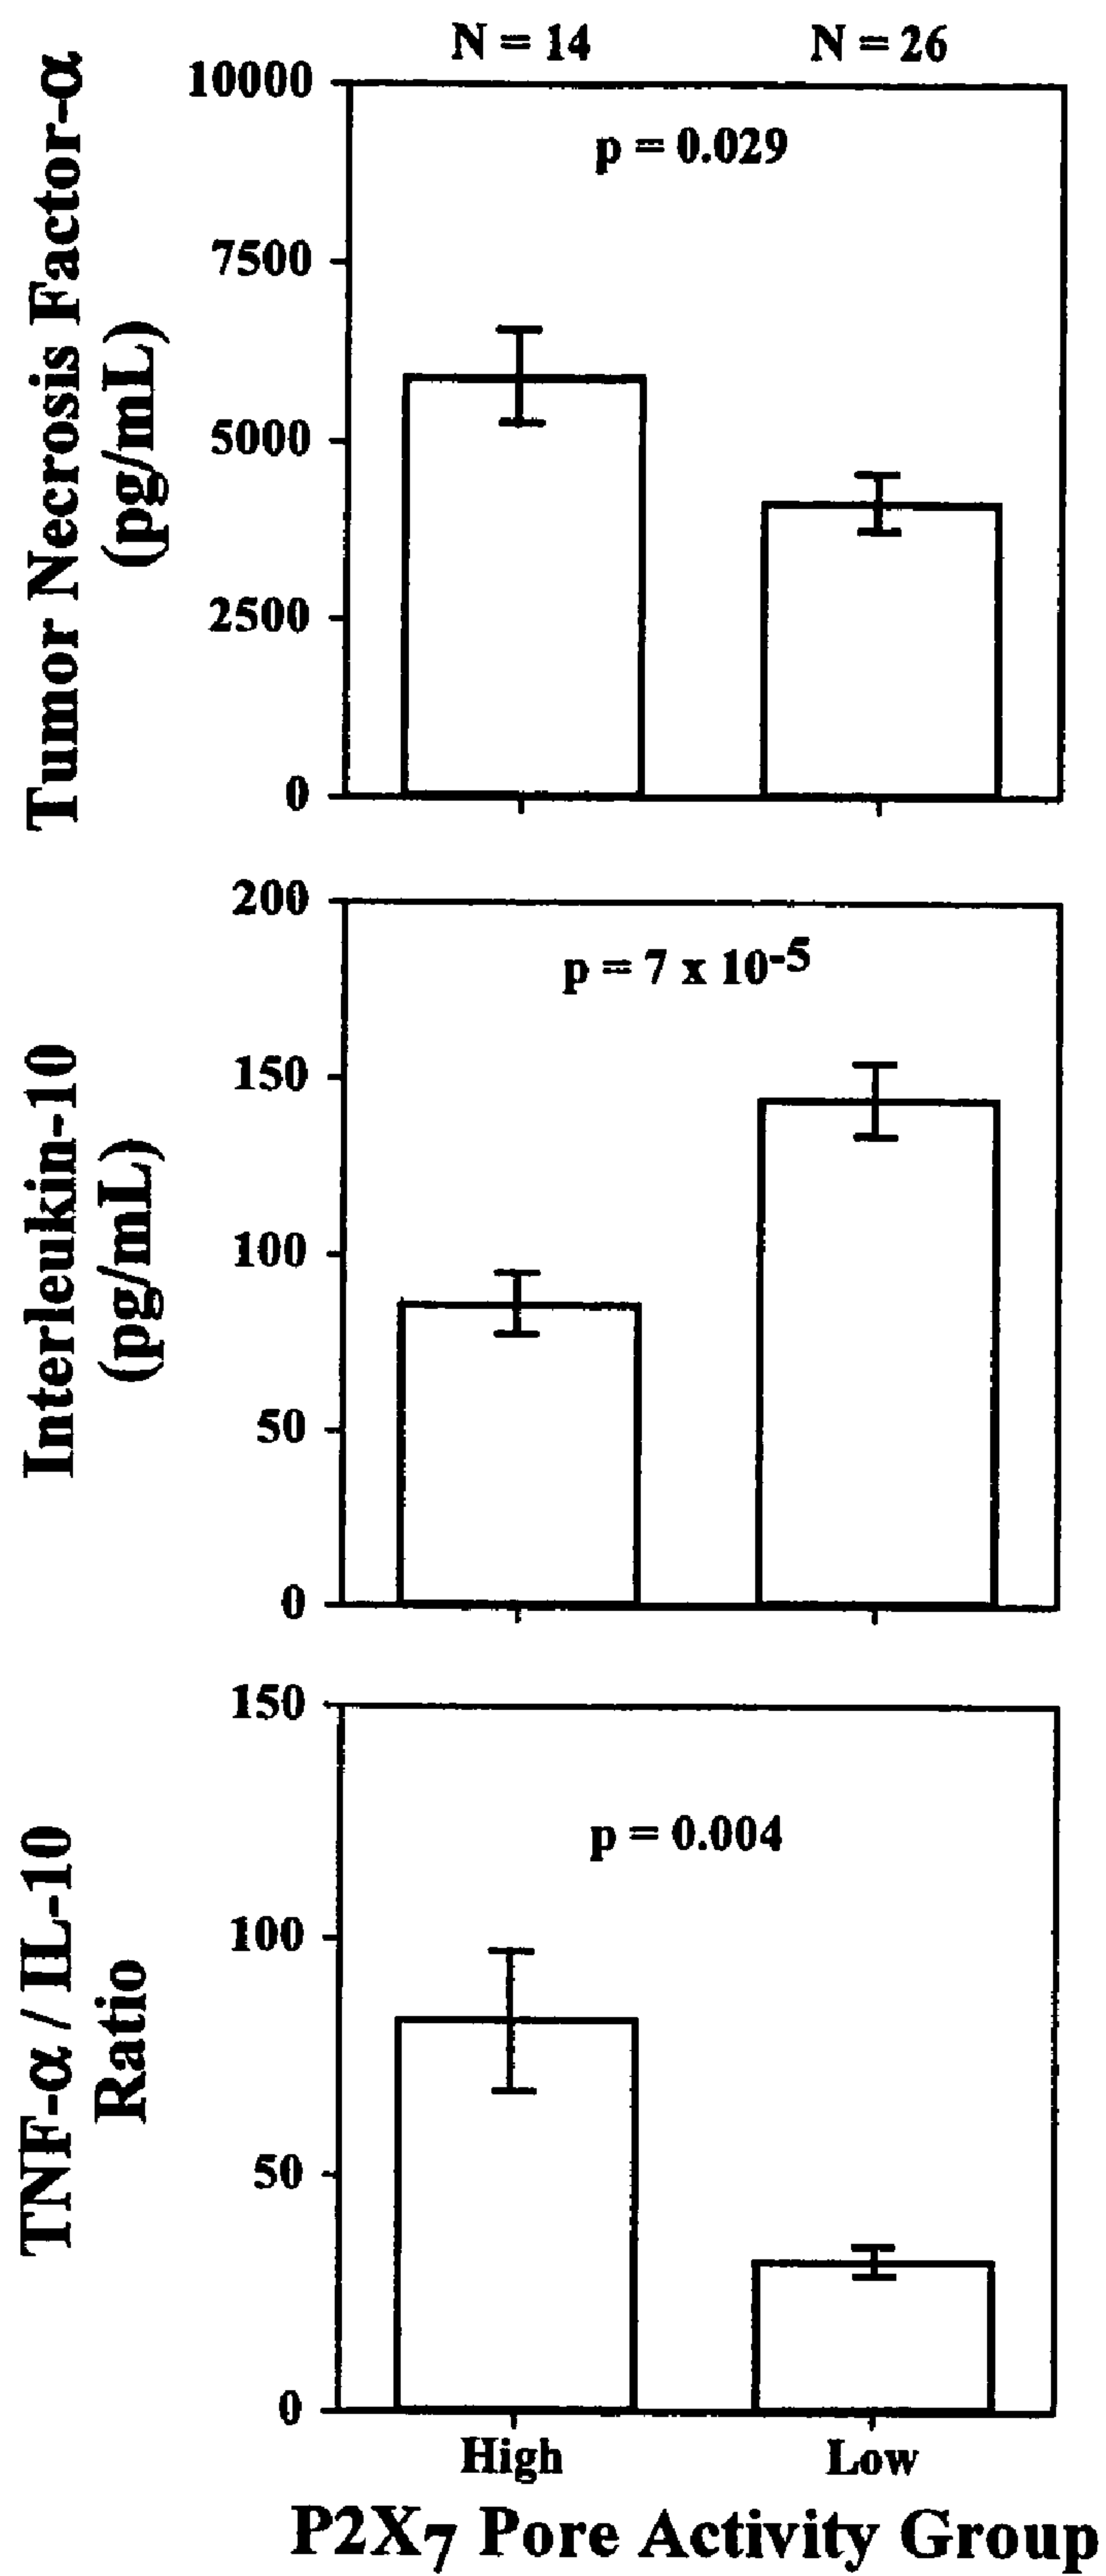 N = 14
N = 26
Tumor Necrosis Factor-α
(pg/mL)
10000
7500
5000
2500
0
p = 0.029
Interleukin-10
(pg/mL)
200
150
100
50
0
p = 7 x 10⁻⁵
TNF-α / IL-10
Ratio
150
100
50
0
p = 0.004
High
Low
P2X₇ Pore Activity Group